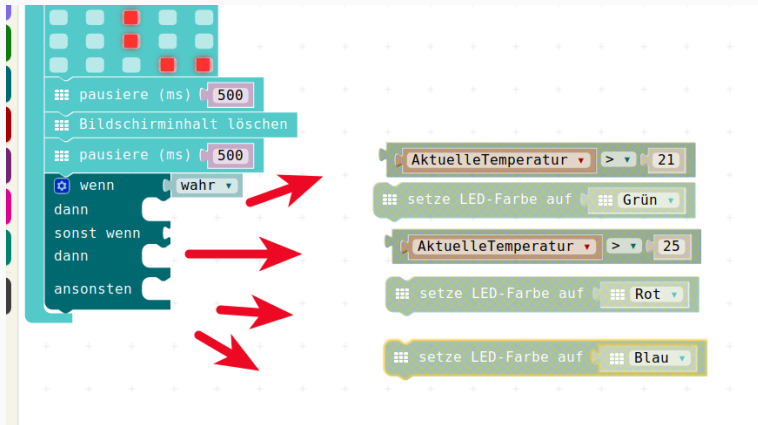 pausiere (ms) 500
Bildschirminhalt löschen
pausiere (ms) 500
wenn wahr
dann
sonst wenn
dann
ansonsten
AktuelleTemperatur > 21
setze LED-Farbe auf Grün
AktuelleTemperatur > 25
setze LED-Farbe auf Rot
setze LED-Farbe auf Blau